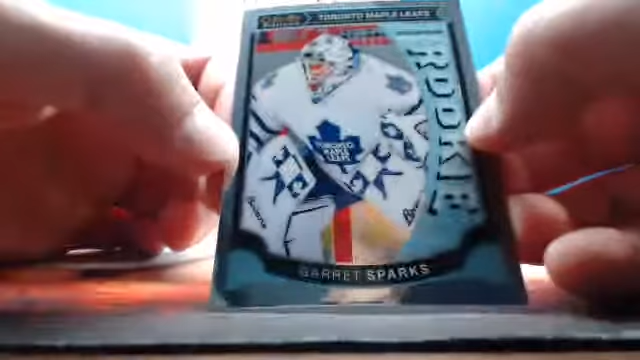 TORONTO MAPLE LEAFS
ROOKIE
TORONTO
MAPLE
LEAFS
GARRET SPARKS